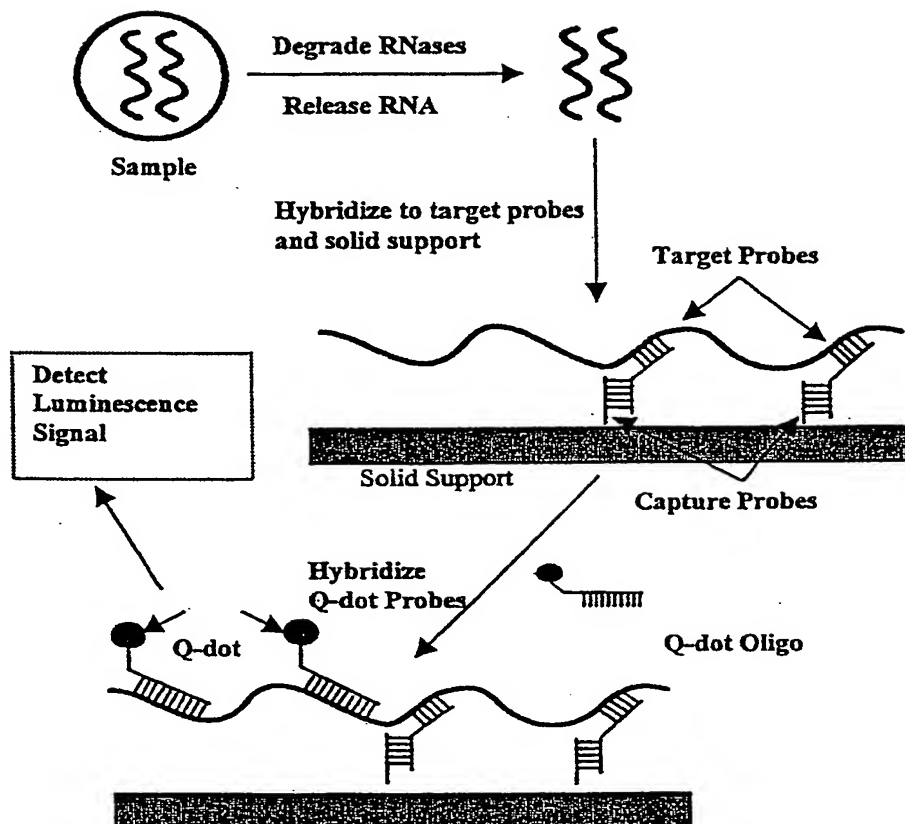 Degrade RNases
Release RNA
Sample
Hybridize to target probes
and solid support
Target Probes
Detect
Luminescence
Signal
Solid Support
Capture Probes
Hybridize
Q-dot Probes
Q-dot
Q-dot Oligo